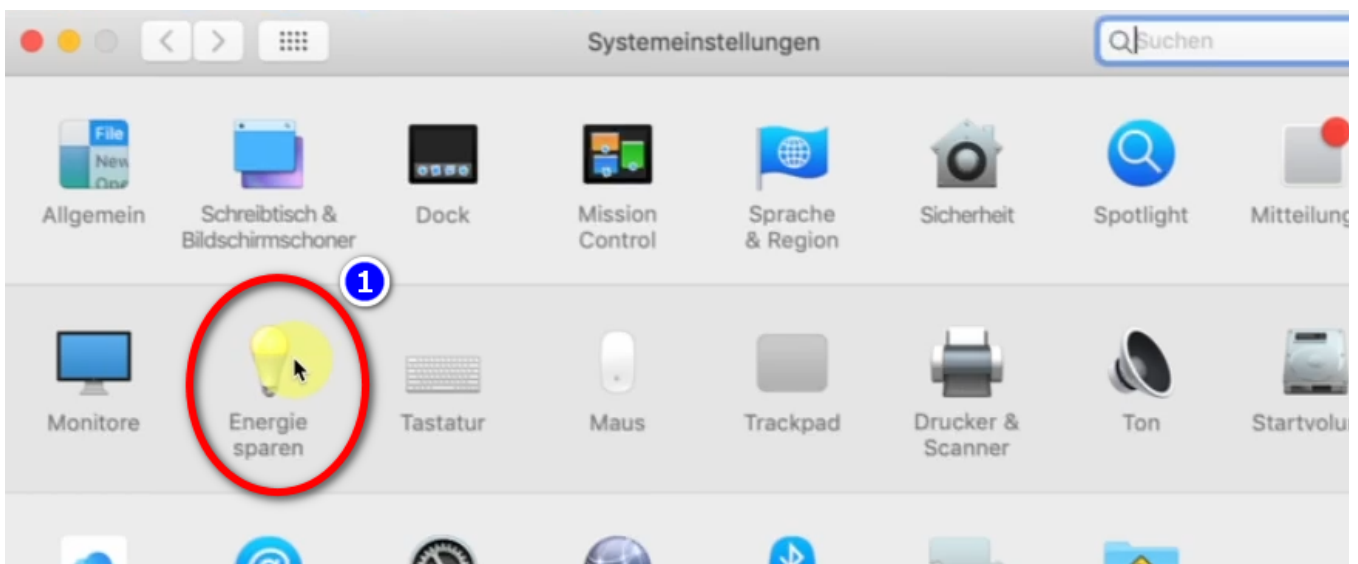 Systemeinstellungen
Suchen
File
New
Ope
Allgemein
Schreibtisch &
Bildschirmschoner
Dock
Mission
Control
Sprache
& Region
Sicherheit
Spotlight
Mitteilung
1
Monitore
Energie
sparen
Tastatur
Maus
Trackpad
Drucker &
Scanner
Ton
Startvolu